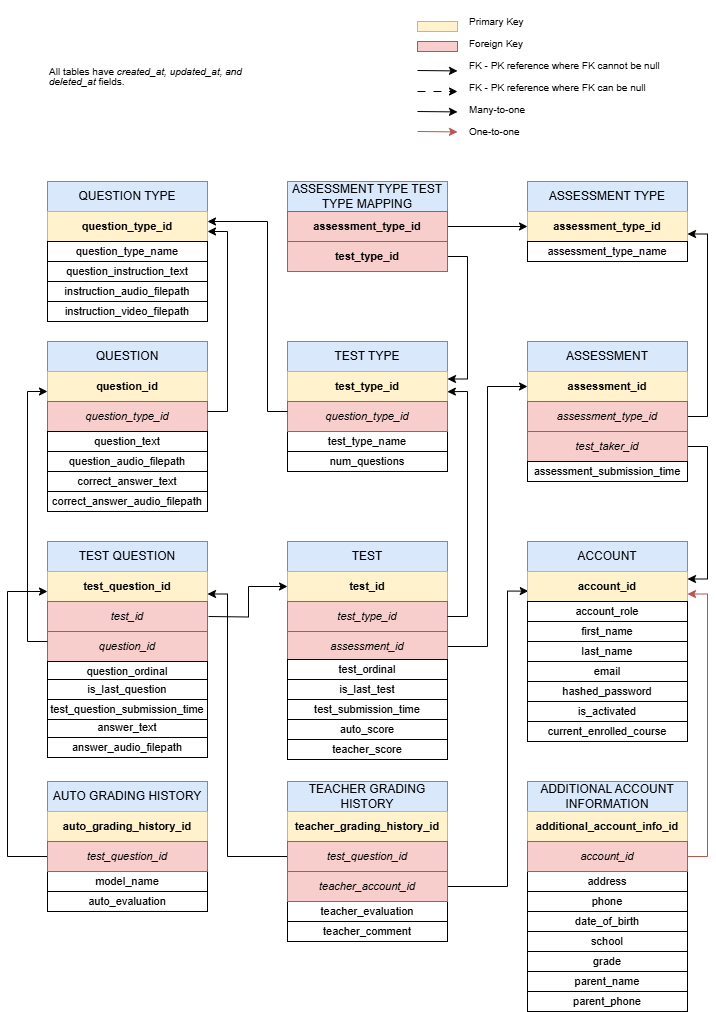 Primary Key
Foreign Key
FK - PK reference where FK cannot be null
FK - PK reference where FK can be null
Many-to-one
One-to-one
All tables have created_at, updated_at, and
deleted_at fields.
QUESTION TYPE
question_type_id
question_type_name
question_instruction_text
instruction_audio_filepath
instruction_video_filepath
ASSESSMENT TYPE TEST
TYPE MAPPING
assessment_type_id
test_type_id
ASSESSMENT TYPE
assessment_type_id
assessment_type_name
QUESTION
question_id
question_type_id
question_text
question_audio_filepath
correct_answer_text
correct_answer_audio_filepath
TEST TYPE
test_type_id
question_type_id
test_type_name
num_questions
ASSESSMENT
assessment_id
assessment_type_id
test_taker_id
assessment_submission_time
TEST QUESTION
test_question_id
test_id
question_id
question_ordinal
is_last_question
test_question_submission_time
answer_text
answer_audio_filepath
TEST
test_id
test_type_id
assessment_id
test_ordinal
is_last_test
test_submission_time
auto_score
teacher_score
ACCOUNT
account_id
account_role
first_name
last_name
email
hashed_password
is_activated
current_enrolled_course
AUTO GRADING HISTORY
auto_grading_history_id
test_question_id
model_name
auto_evaluation
TEACHER GRADING
HISTORY
teacher_grading_history_id
test_question_id
teacher_account_id
teacher_evaluation
teacher_comment
ADDITIONAL ACCOUNT
INFORMATION
additional_account_info_id
account_id
address
phone
date_of_birth
school
grade
parent_name
parent_phone